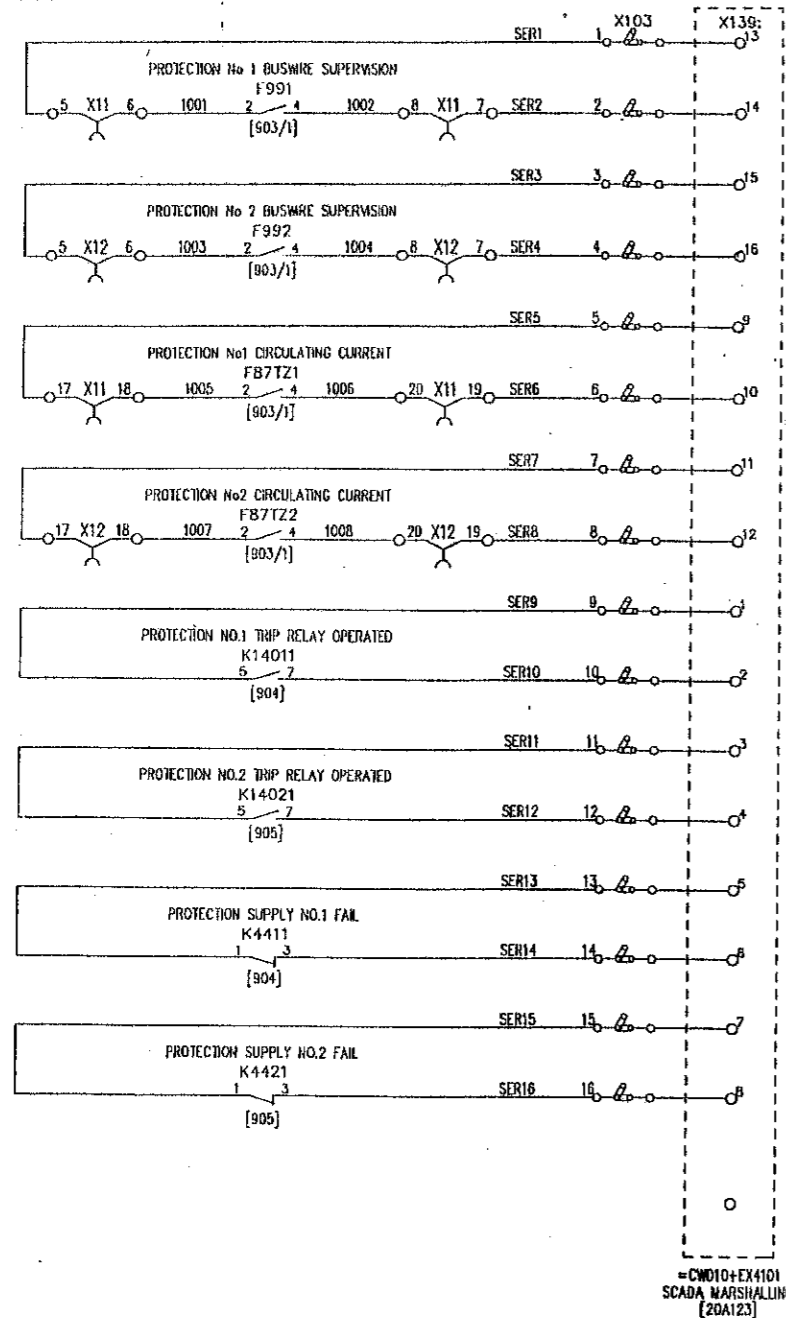 X103 X139:
SER1 1 13
PROTECTION No 1 BUSWIRE SUPERVISION
F991
5 X11 6 1001 2 4 1002 8 X11 7 SER2 2 14
[903/1]
SER3 3 15
PROTECTION No 2 BUSWIRE SUPERVISION
F992
5 X12 6 1003 2 4 1004 8 X12 7 SER4 4 16
[903/1]
SER5 5 9
PROTECTION No1 CIRCULATING CURRENT
F87TZ1
17 X11 18 1005 2 4 1006 20 X11 19 SER6 6 10
[903/1]
SER7 7 11
PROTECTION No2 CIRCULATING CURRENT
F87TZ2
17 X12 18 1007 2 4 1008 20 X12 19 SER8 8 12
[903/1]
SER9 9 1
PROTECTION NO.1 TRIP RELAY OPERATED
K14011
5 7 SER10 10 2
[904]
SER11 11 3
PROTECTION NO.2 TRIP RELAY OPERATED
K14021
5 7 SER12 12 4
[905]
SER13 13 5
PROTECTION SUPPLY NO.1 FAIL
K4411
1 3 SER14 14 6
[904]
SER15 15 7
PROTECTION SUPPLY NO.2 FAIL
K4421
1 3 SER16 16 8
[905]
=CWD10+EX4101
SCADA MARSHALLIN
[20A123]